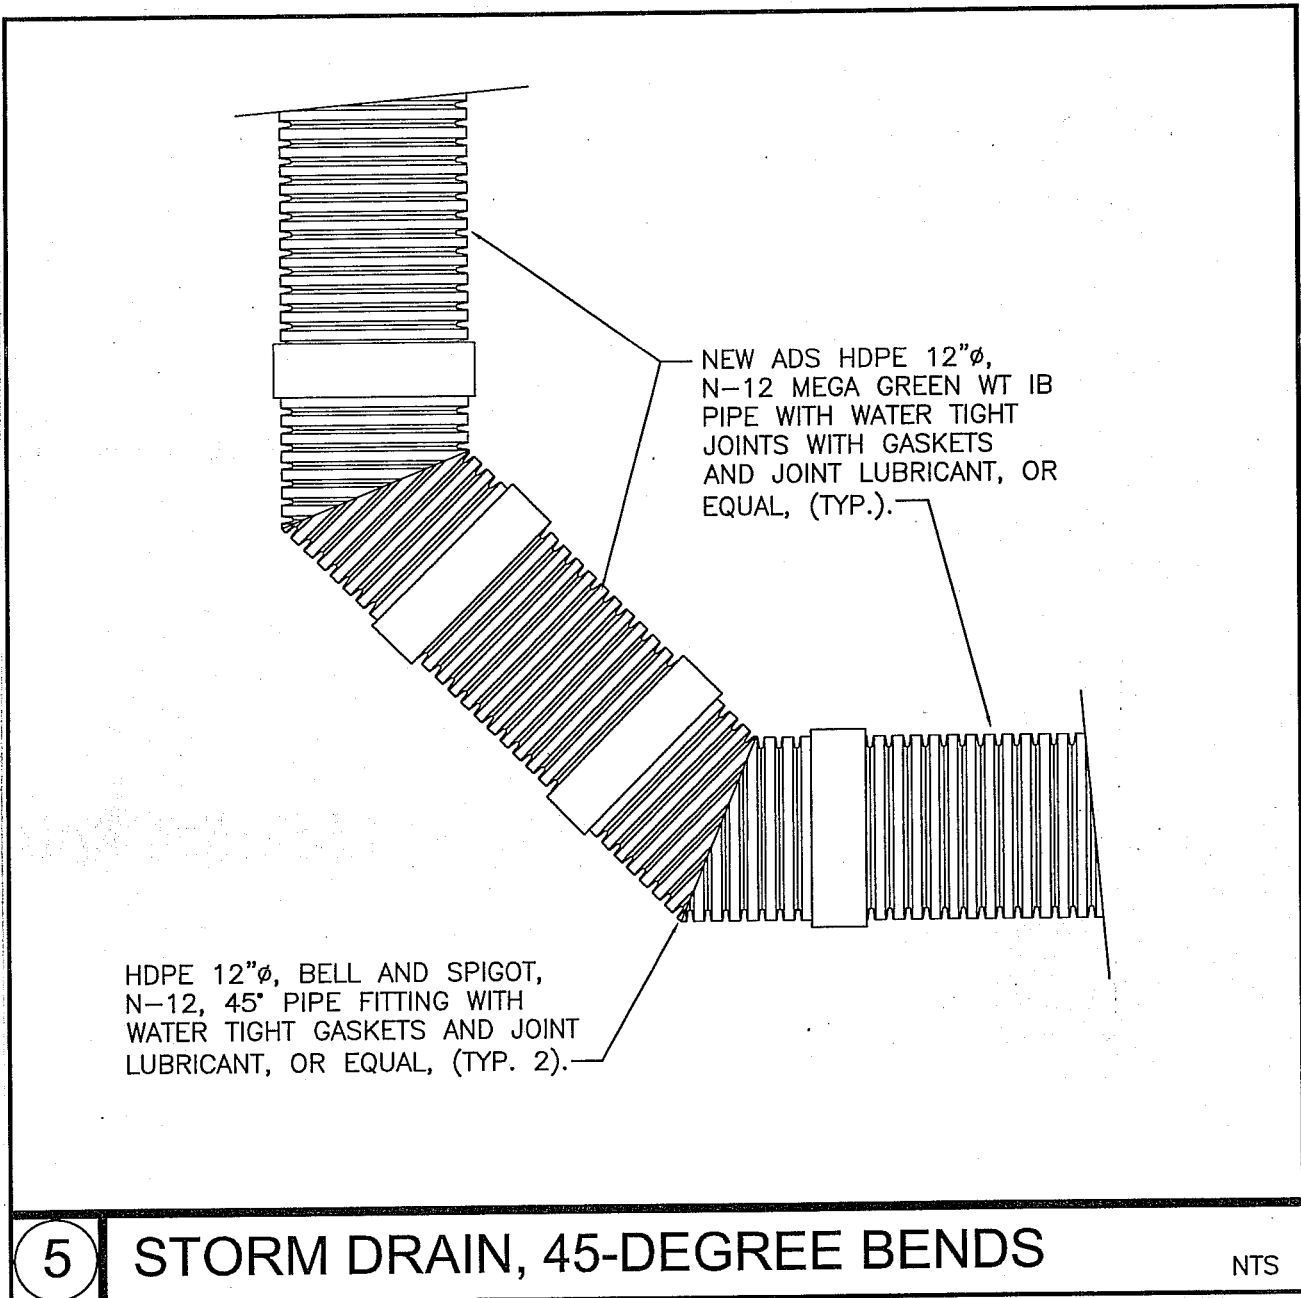 NEW ADS HDPE 12"ø,
N-12 MEGA GREEN WT IB
PIPE WITH WATER TIGHT
JOINTS WITH GASKETS
AND JOINT LUBRICANT, OR
EQUAL, (TYP.).
HDPE 12"ø, BELL AND SPIGOT,
N-12, 45° PIPE FITTING WITH
WATER TIGHT GASKETS AND JOINT
LUBRICANT, OR EQUAL, (TYP. 2).
5 STORM DRAIN, 45-DEGREE BENDS NTS